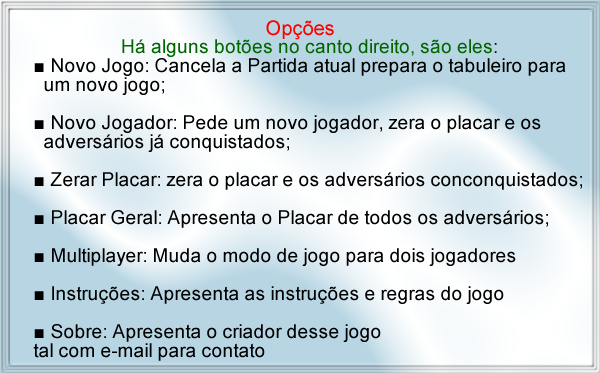 Opções
Há alguns botões no canto direito, são eles:
■ Novo Jogo: Cancela a Partida atual prepara o tabuleiro para
um novo jogo;
■ Novo Jogador: Pede um novo jogador, zera o placar e os
adversários já conquistados;
■ Zerar Placar: zera o placar e os adversários conconquistados;
■ Placar Geral: Apresenta o Placar de todos os adversários;
■ Multiplayer: Muda o modo de jogo para dois jogadores
■ Instruções: Apresenta as instruções e regras do jogo
■ Sobre: Apresenta o criador desse jogo
tal com e-mail para contato